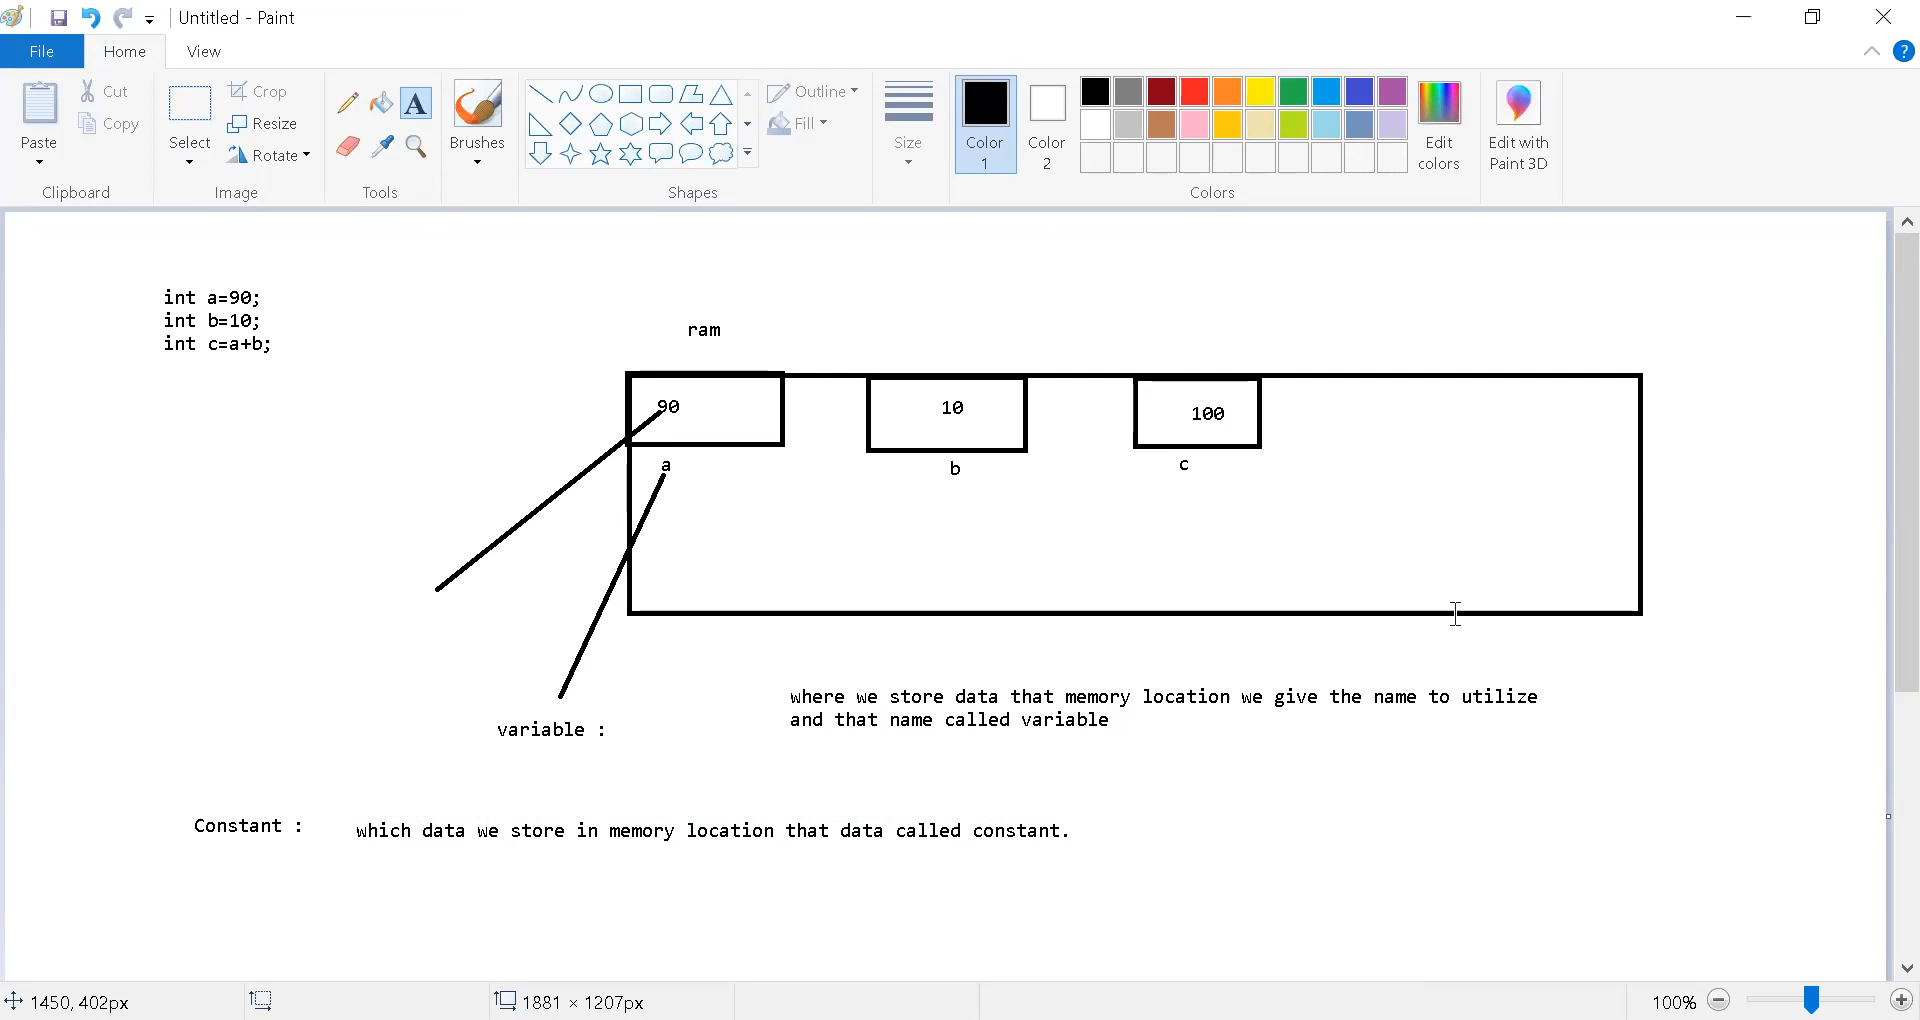 Untitled - Paint
File
Home
View
Paste
Cut
Copy
Clipboard
Select
Crop
Resize
Rotate
Image
A
Tools
Brushes
Shapes
Outline
Fill
Size
Color 1
Color 2
Colors
Edit colors
Edit with Paint 3D
?
int a=90;
int b=10;
int c=a+b;
ram
90
10
100
a
b
c
where we store data that memory location we give the name to utilize
and that name called variable
variable :
Constant :
which data we store in memory location that data called constant.
1450, 402px
1881 × 1207px
100%